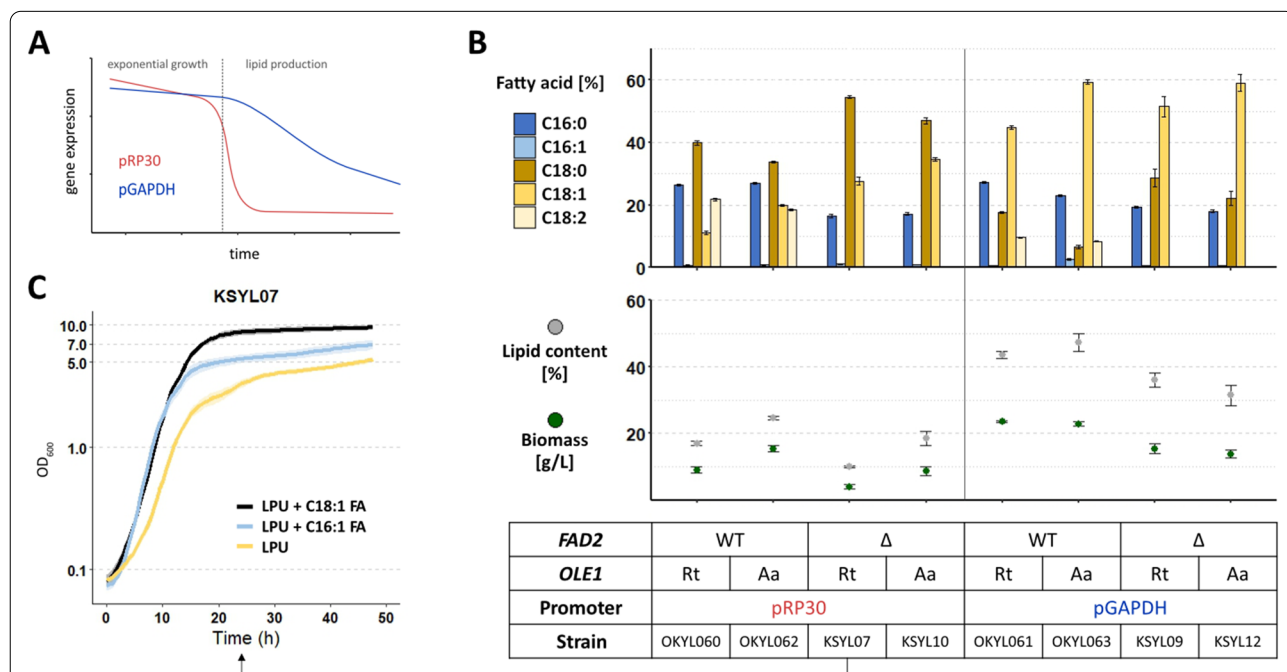 A
exponential growth
lipid production
gene expression
pRP30
pGAPDH
time
B
Fatty acid [%]
C16:0
C16:1
C18:0
C18:1
C18:2
60
40
20
0
Lipid content
[%]
Biomass
[g/L]
60
40
20
FAD2 WT Δ WT Δ
OLE1 Rt Aa Rt Aa Rt Aa Rt Aa
Promoter pRP30 pGAPDH
Strain OKYL060 OKYL062 KSYL07 KSYL10 OKYL061 OKYL063 KSYL09 KSYL12
C
KSYL07
10.0
7.0
5.0
1.0
0.1
OD600
LPU + C18:1 FA
LPU + C16:1 FA
LPU
0 10 20 30 40 50
Time (h)